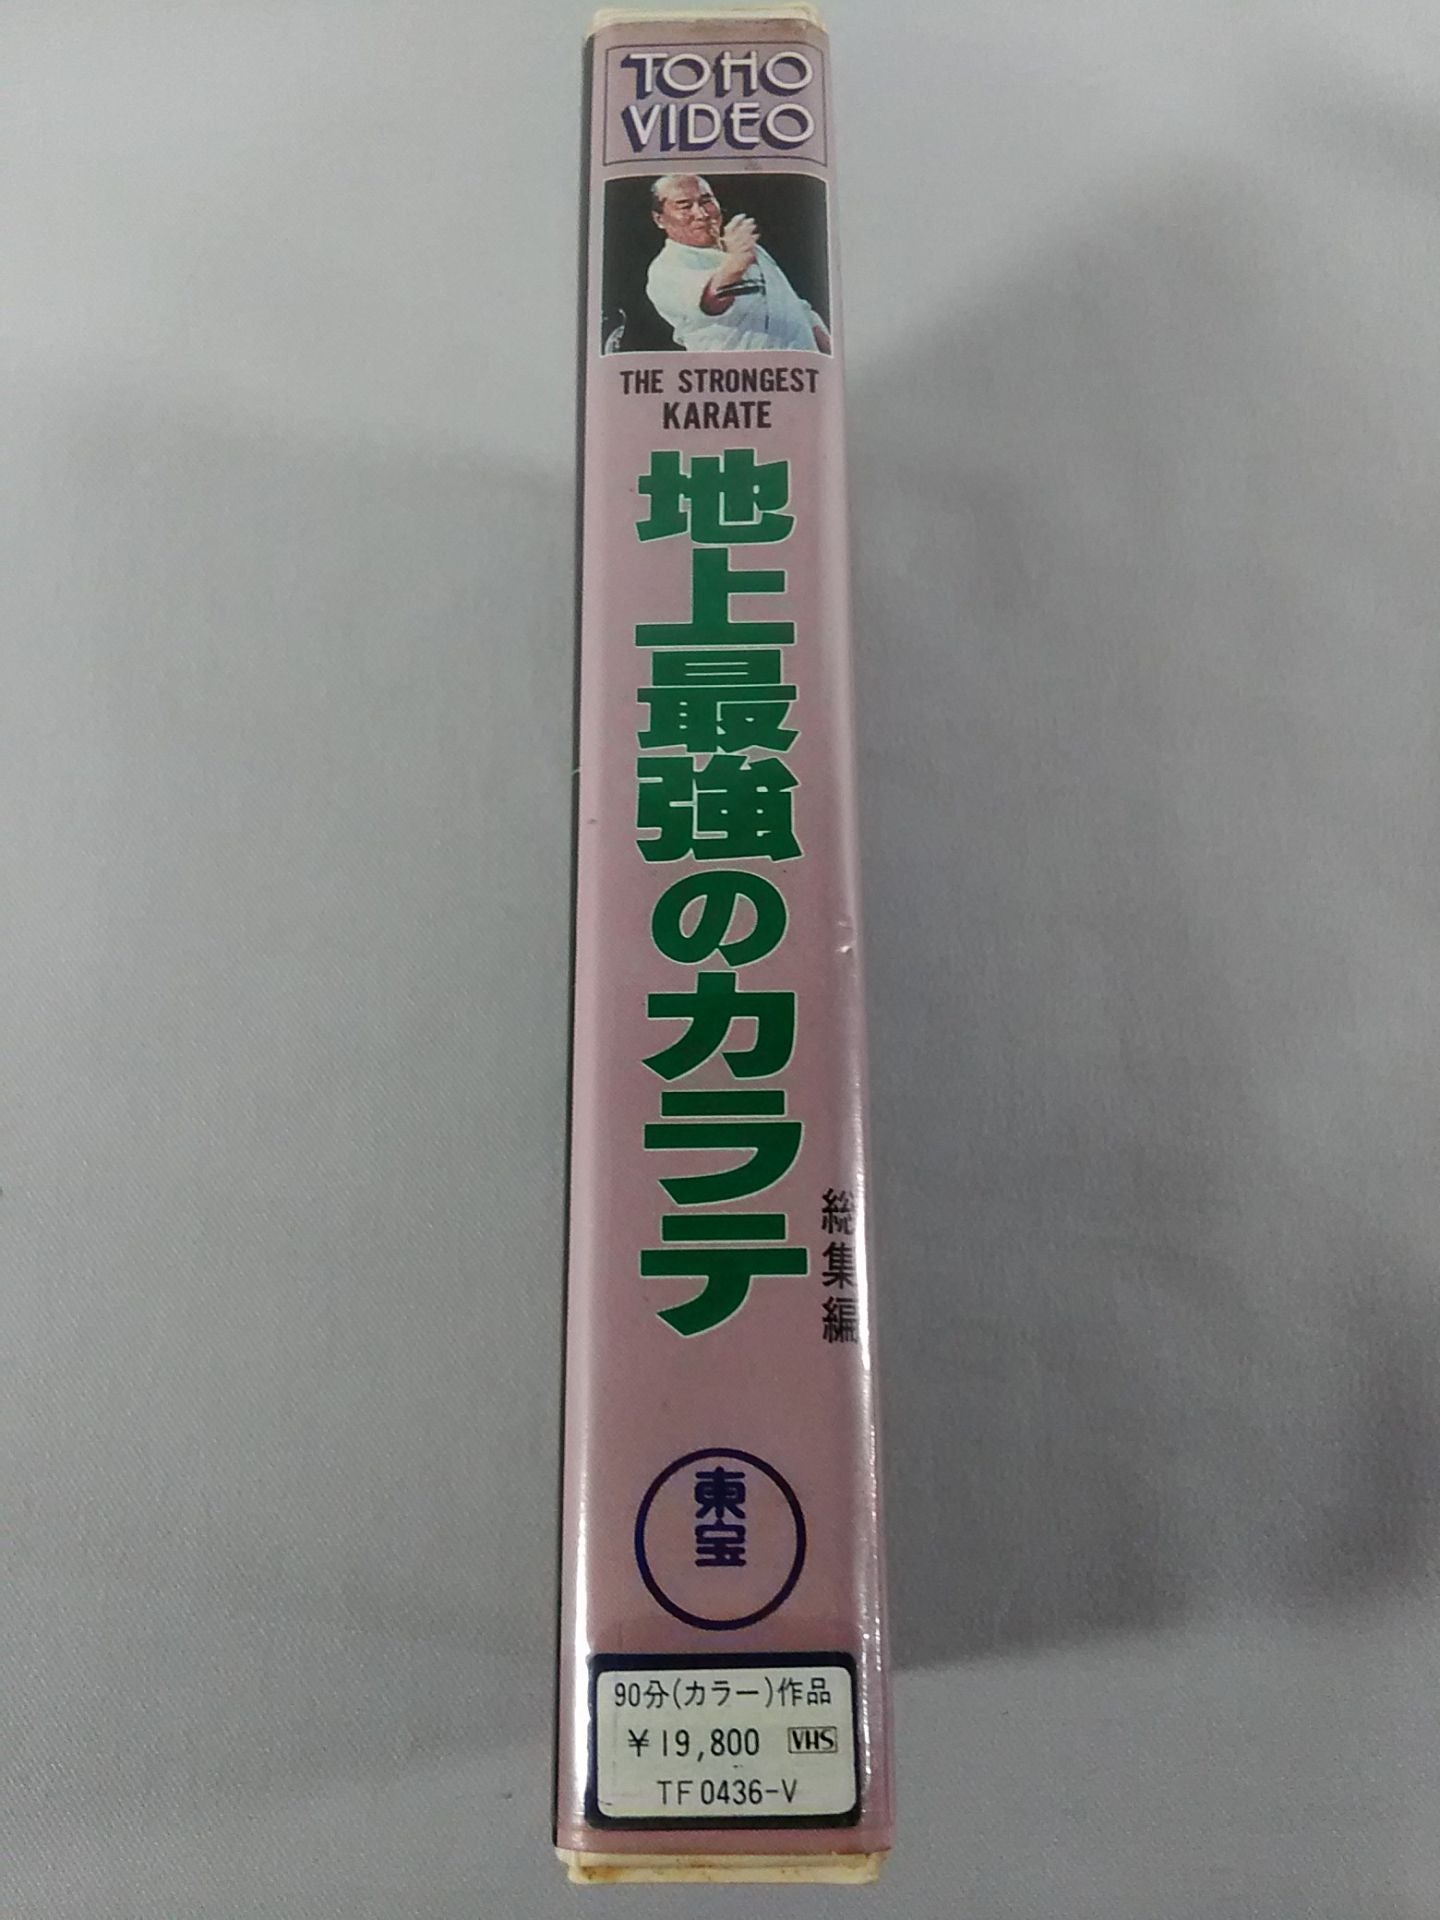 TOHO
VIDEO
THE STRONGEST
KARATE
地上最強のカラテ
総集編
東宝
90分(カラー)作品
¥19,800 VHS
TF0436-V